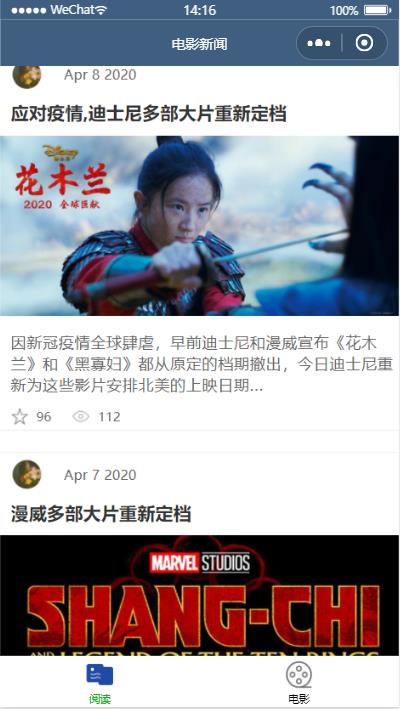 WeChat
14:16
100%
电影新闻
Apr 8 2020
应对疫情,迪士尼多部大片重新定档
Disney
花木兰
2020 全球巨献
因新冠疫情全球肆虐，早前迪士尼和漫威宣布《花木
兰》和《黑寡妇》都从原定的档期撤出，今日迪士尼重
新为这些影片安排北美的上映日期...
96
112
Apr 7 2020
漫威多部大片重新定档
MARVEL STUDIOS
SHANG-CHI
AND THE LEGEND OF THE TEN RINGS
阅读
电影